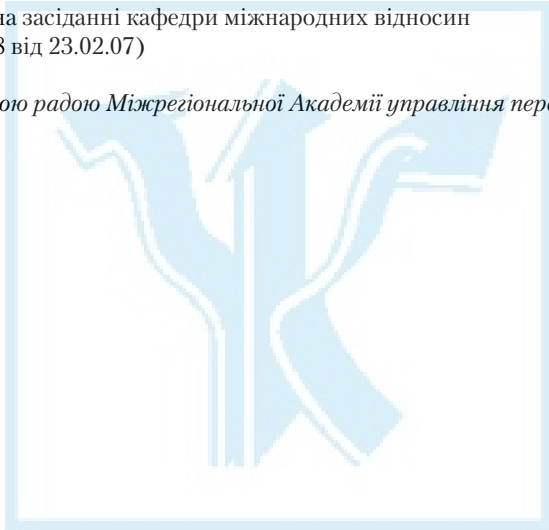 на засіданні кафедри міжнародних відносин
8 від 23.02.07)
ою радою Міжрегіональної Академії управління перс